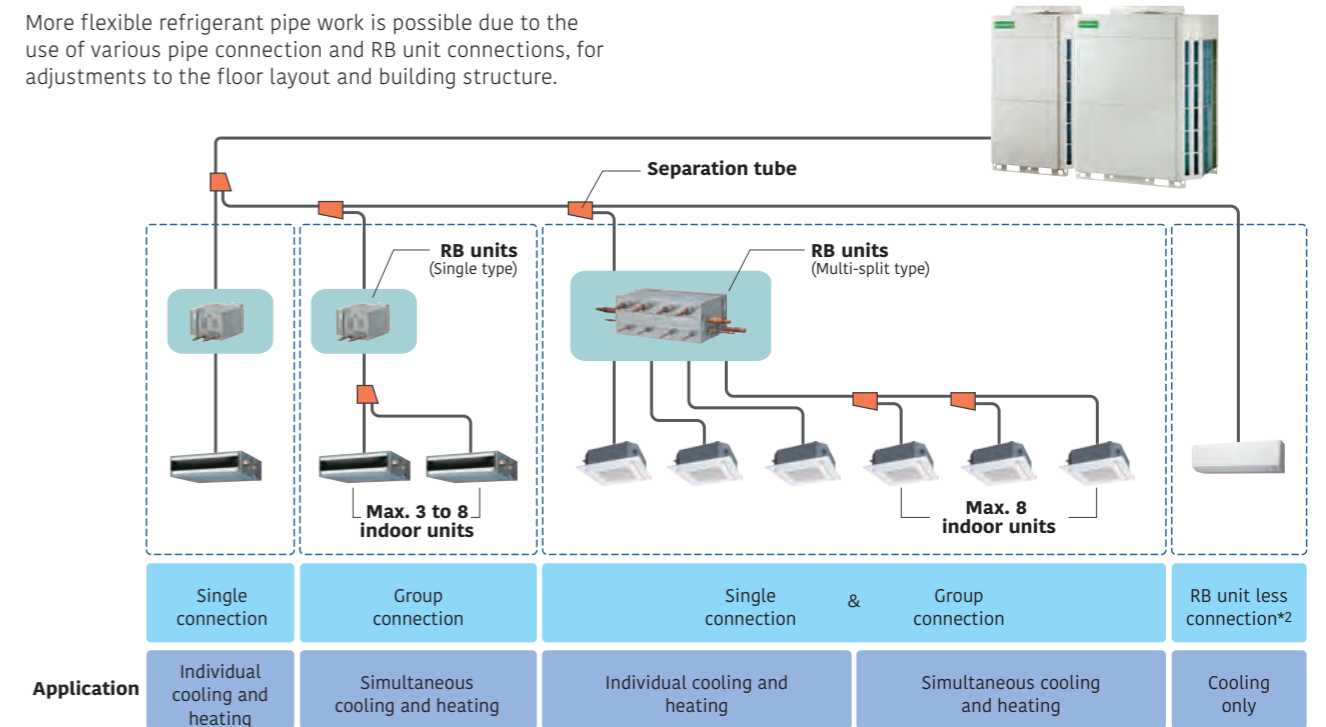 More flexible refrigerant pipe work is possible due to the
use of various pipe connection and RB unit connections, for
adjustments to the floor layout and building structure.
Separation tube
RB units
(Single type)
RB units
(Multi-split type)
Max. 3 to 8
indoor units
Max. 8
indoor units
Single
connection
Group
connection
Single
connection
&
Group
connection
RB unit less
connection*2
Application
Individual
cooling and
heating
Simultaneous
cooling and heating
Individual cooling and
heating
Simultaneous cooling
and heating
Cooling
only